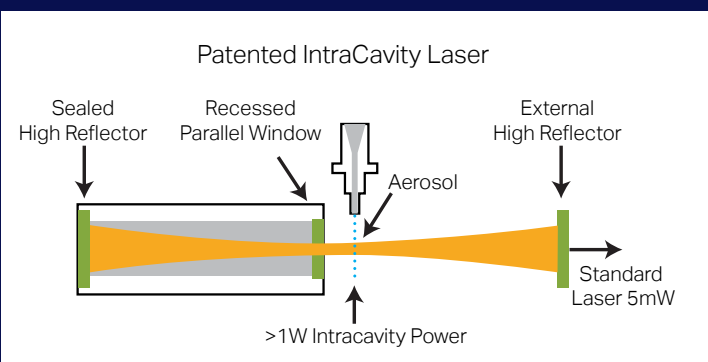 Patented IntraCavity Laser
Sealed
High Reflector
Recessed
Parallel Window
External
High Reflector
Aerosol
Standard
Laser 5mW
>1W Intracavity Power